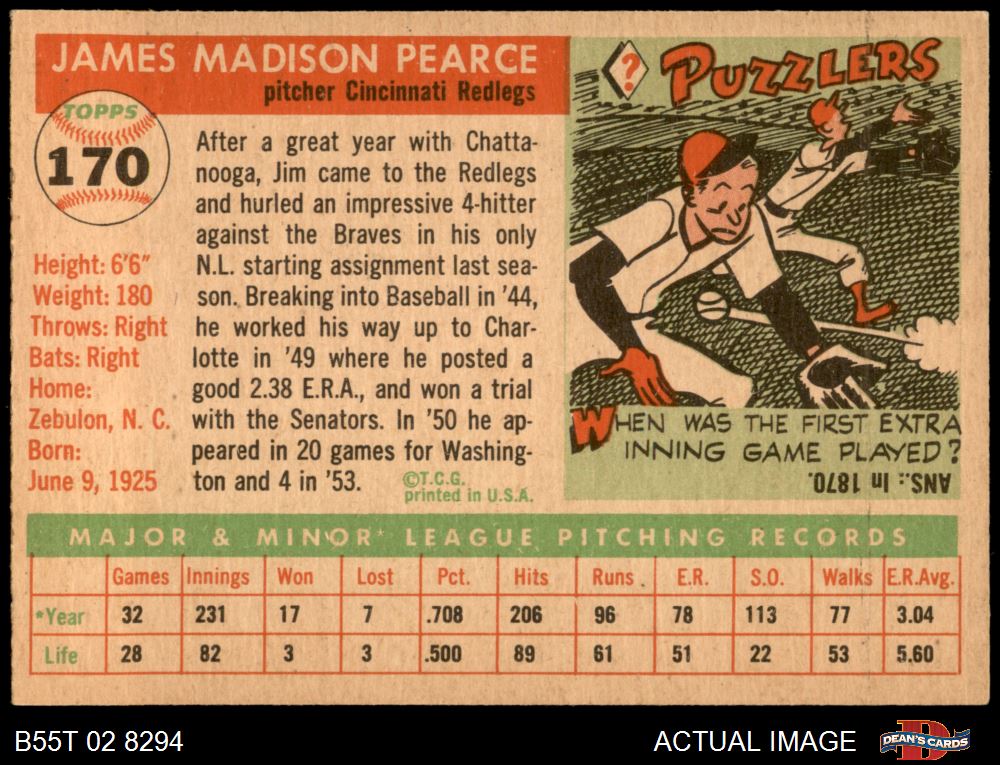 JAMES MADISON PEARCE
pitcher Cincinnati Redlegs
TOPPS
170
Height: 6'6"
Weight: 180
Throws: Right
Bats: Right
Home:
Zebulon, N. C.
Born:
June 9, 1925
After a great year with Chatta-
nooga, Jim came to the Redlegs
and hurled an impressive 4-hitter
against the Braves in his only
N.L. starting assignment last sea-
son. Breaking into Baseball in '44,
he worked his way up to Char-
lotte in '49 where he posted a
good 2.38 E.R.A., and won a trial
with the Senators. In '50 he ap-
peared in 20 games for Washing-
ton and 4 in '53.
©T.C.G.
printed in U.S.A.
?
PUZZLERS
WHEN WAS THE FIRST EXTRA
INNING GAME PLAYED?
ANS.: In 1870.
MAJOR & MINOR* LEAGUE PITCHING RECORDS
Games Innings Won Lost Pct. Hits Runs E.R. S.O. Walks E.R.Avg.
*Year 32 231 17 7 .708 206 96 78 113 77 3.04
Life 28 82 3 3 .500 89 61 51 22 53 5.60
B55T 02 8294
ACTUAL IMAGE
D
DEAN'S CARDS